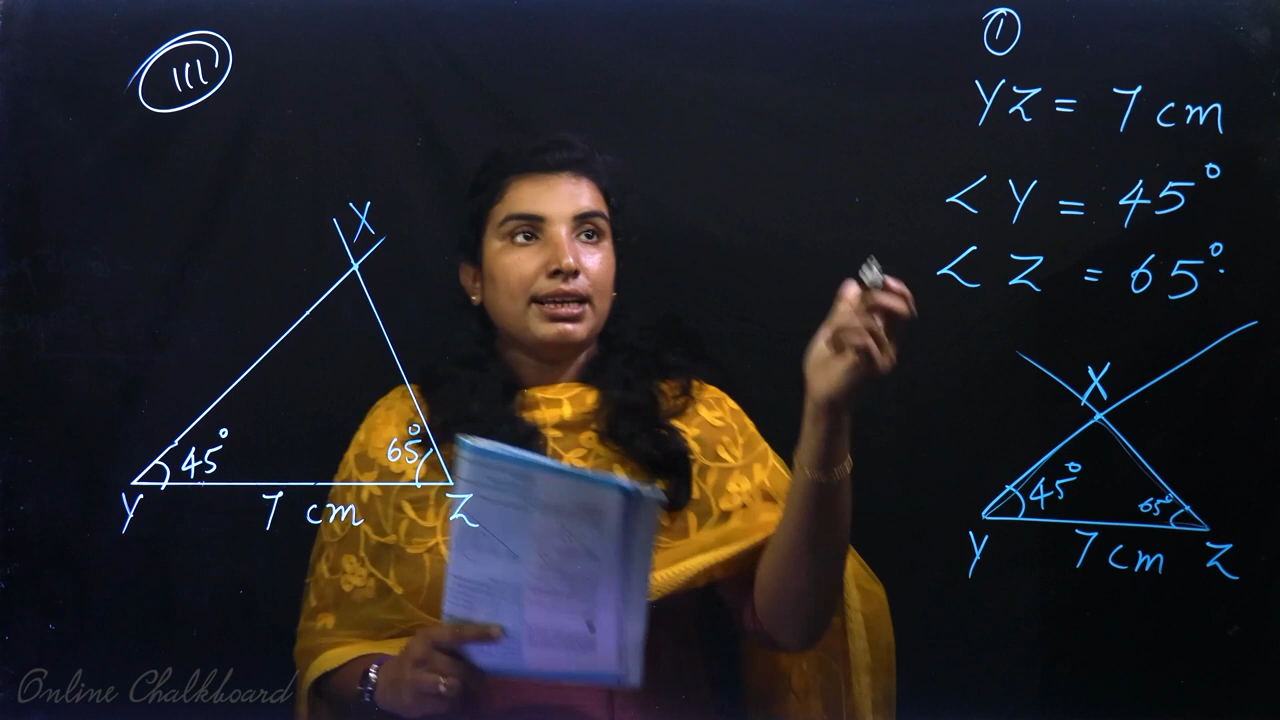 III
X
45°
65°
Y
7 cm
Z
①
YZ = 7 cm
∠ Y = 45°
∠ Z = 65°.
X
45°
65°
Y
7 cm
Z
Online Chalkboard